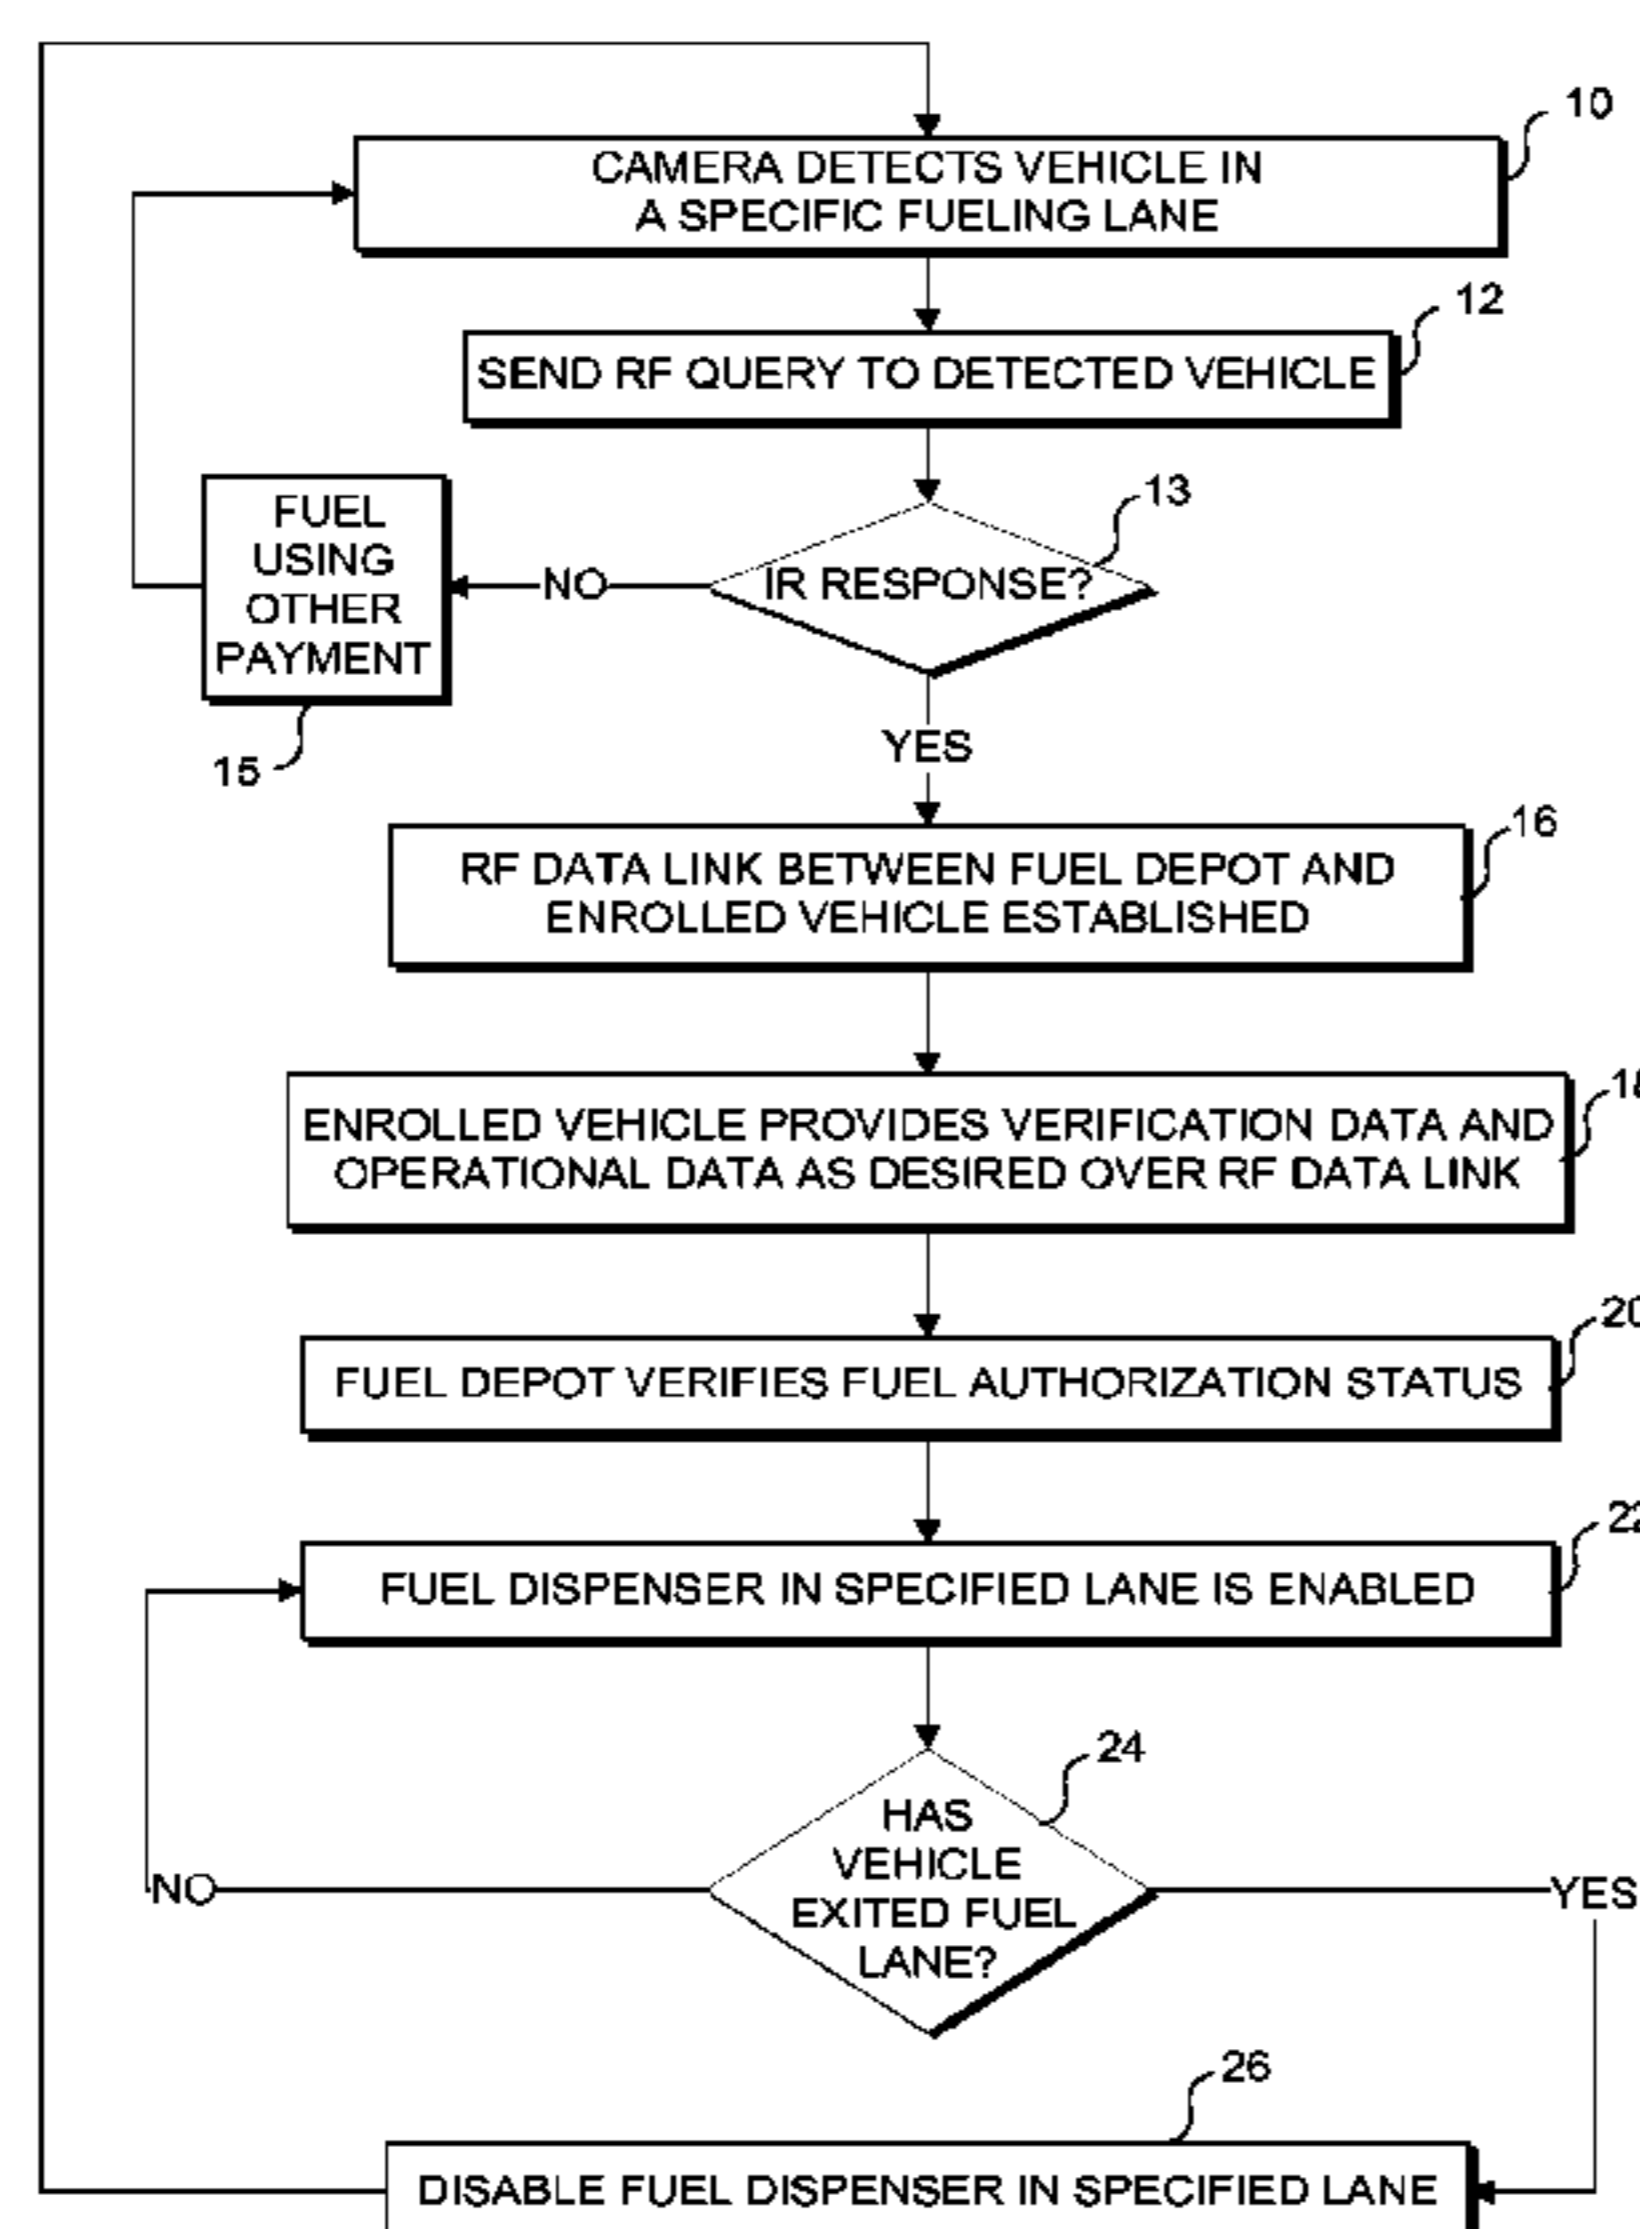 10
CAMERA DETECTS VEHICLE IN
A SPECIFIC FUELING LANE
12
SEND RF QUERY TO DETECTED VEHICLE
13
IR RESPONSE?
NO
FUEL
USING
OTHER
PAYMENT
15
YES
16
RF DATA LINK BETWEEN FUEL DEPOT AND
ENROLLED VEHICLE ESTABLISHED
18
ENROLLED VEHICLE PROVIDES VERIFICATION DATA AND
OPERATIONAL DATA AS DESIRED OVER RF DATA LINK
20
FUEL DEPOT VERIFIES FUEL AUTHORIZATION STATUS
22
FUEL DISPENSER IN SPECIFIED LANE IS ENABLED
24
HAS
VEHICLE
EXITED FUEL
LANE?
NO
YES
26
DISABLE FUEL DISPENSER IN SPECIFIED LANE